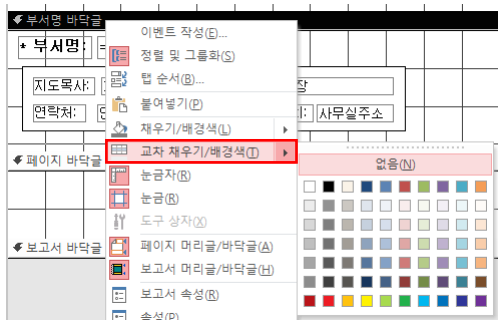 부서명 바닥글
* 부서명: =
지도목사: 장
연락처: 사무실주소
페이지 바닥글
보고서 바닥글
이벤트 작성(E)...
정렬 및 그룹화(S)
탭 순서(B)...
붙여넣기(P)
채우기/배경색(L)
교차 채우기/배경색(T)
눈금자(R)
눈금(R)
도구 상자(X)
페이지 머리글/바닥글(A)
보고서 머리글/바닥글(H)
보고서 속성(R)
속성(P)
없음(N)